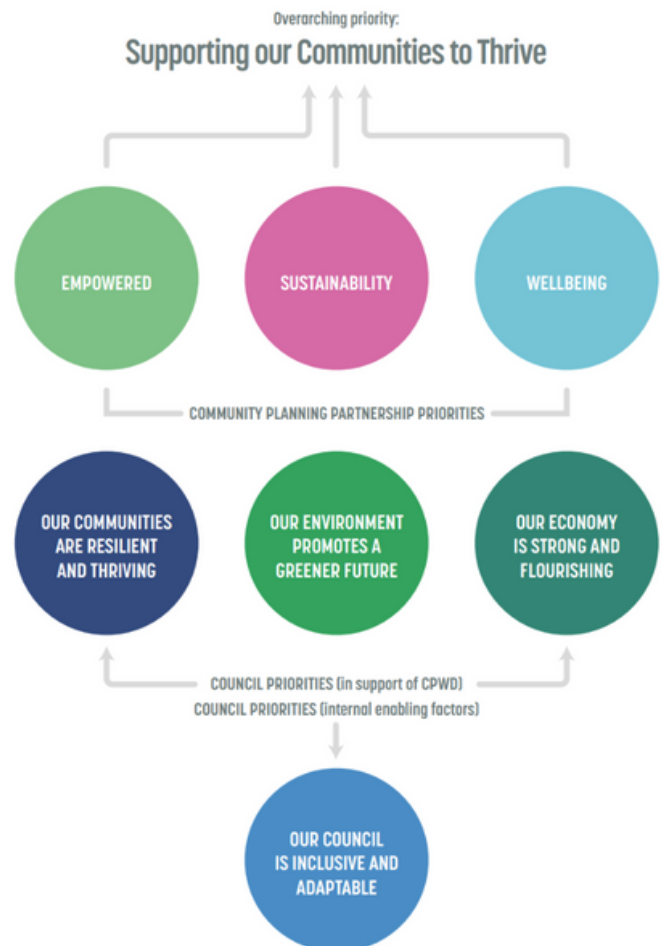 Overarching priority:
Supporting our Communities to Thrive
EMPOWERED
SUSTAINABILITY
WELLBEING
COMMUNITY PLANNING PARTNERSHIP PRIORITIES
OUR COMMUNITIES
ARE RESILIENT
AND THRIVING
OUR ENVIRONMENT
PROMOTES A
GREENER FUTURE
OUR ECONOMY
IS STRONG AND
FLOURISHING
COUNCIL PRIORITIES (in support of CPWD)
COUNCIL PRIORITIES (internal enabling factors)
OUR COUNCIL
IS INCLUSIVE AND
ADAPTABLE